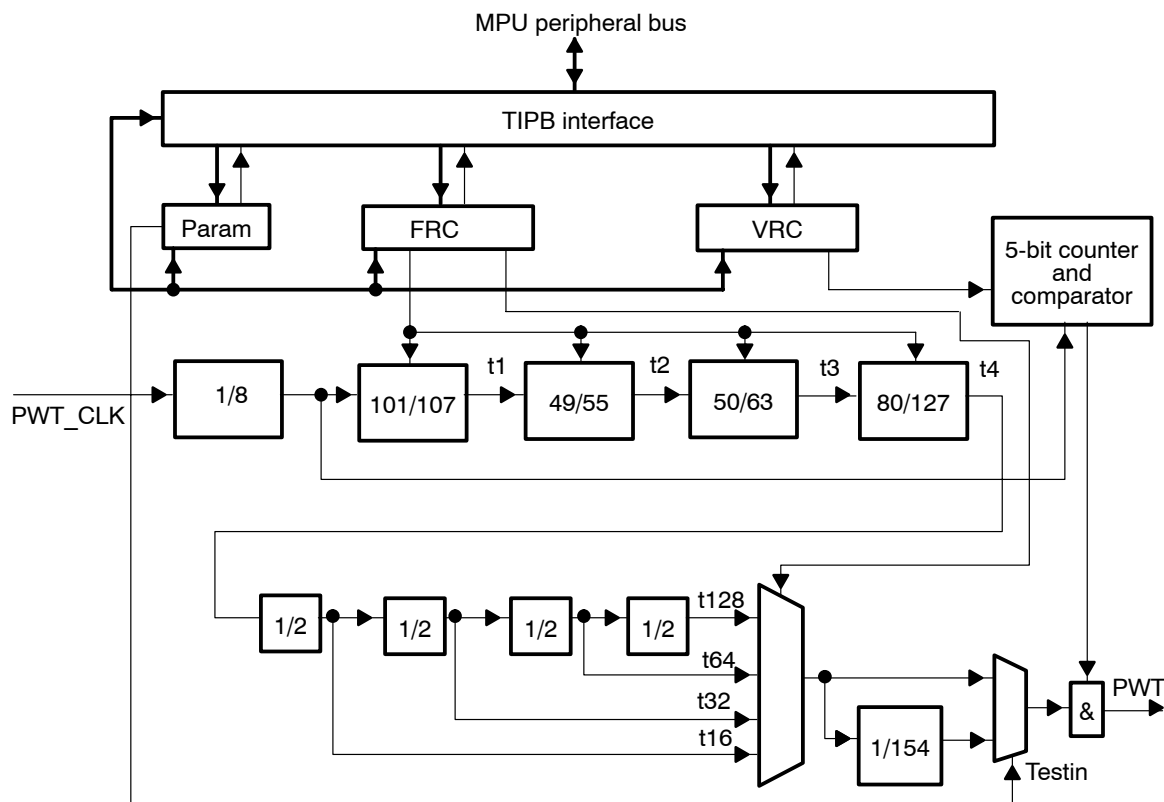 MPU peripheral bus
TIPB interface
Param
FRC
VRC
5-bit counter
and
comparator
PWT_CLK
1/8
101/107
t1
49/55
t2
50/63
t3
80/127
t4
1/2
1/2
1/2
1/2
t128
t64
t32
t16
1/154
&
PWT
Testin